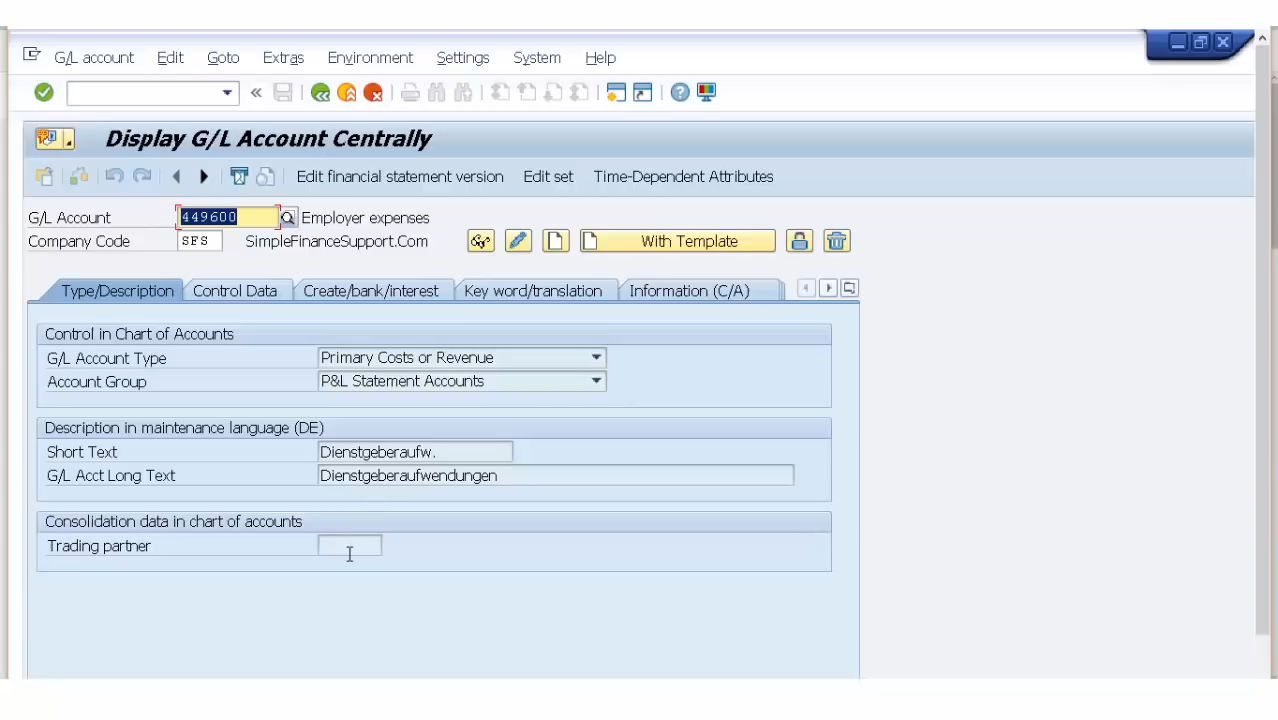 G/L account Edit Goto Extras Environment Settings System Help
Display G/L Account Centrally
Edit financial statement version Edit set Time-Dependent Attributes
G/L Account 449600 Employer expenses
Company Code SFS SimpleFinanceSupport.Com With Template
Type/Description Control Data Create/bank/interest Key word/translation Information (C/A)
Control in Chart of Accounts
G/L Account Type Primary Costs or Revenue
Account Group P&L Statement Accounts
Description in maintenance language (DE)
Short Text Dienstgeberaufw.
G/L Acct Long Text Dienstgeberaufwendungen
Consolidation data in chart of accounts
Trading partner